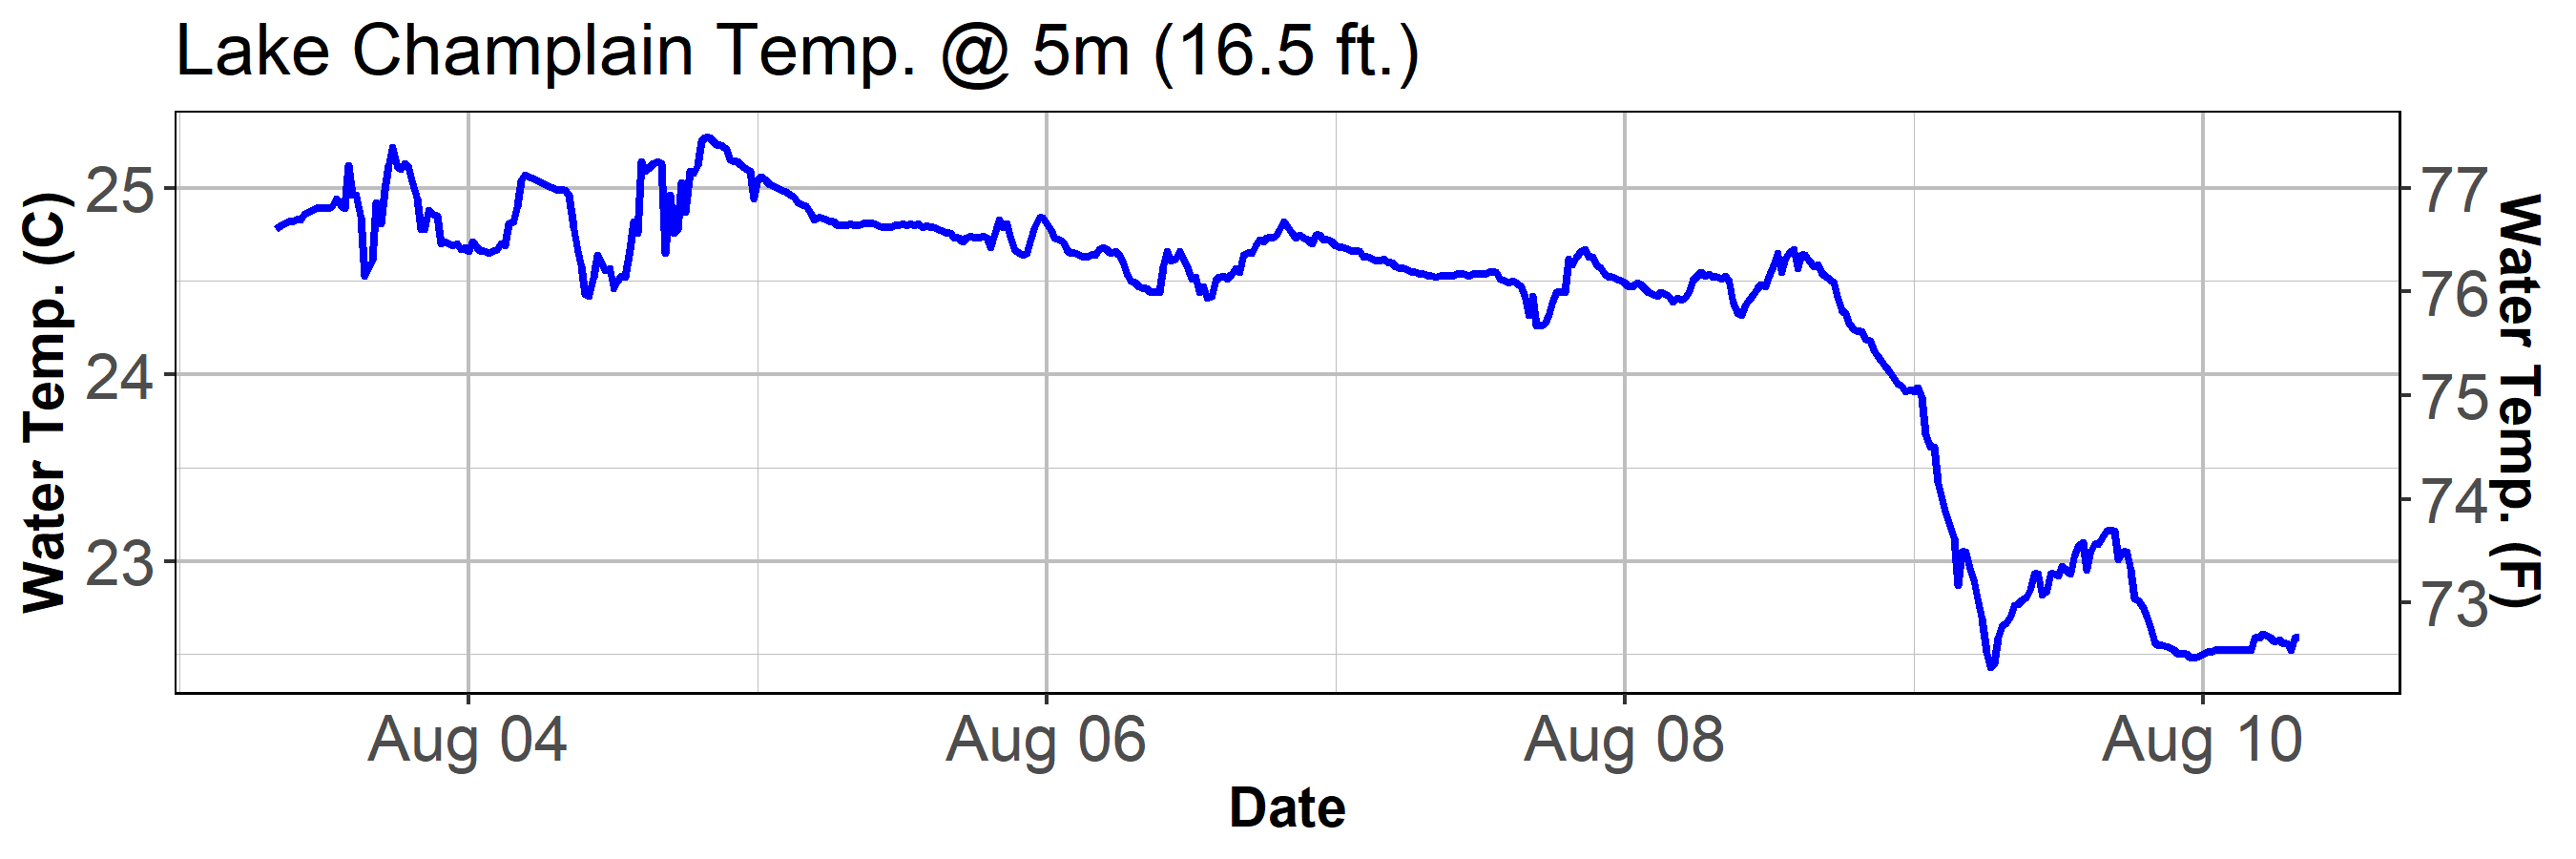 Lake Champlain Temp. @ 5m (16.5 ft.)
Water Temp. (C)
25
24
23
77
76
75
74
73
Water Temp. (F)
Aug 04 Aug 06 Aug 08 Aug 10
Date